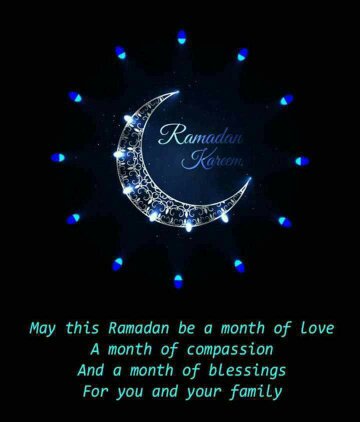 Ramadan
Kareem
May this Ramadan be a month of love
A month of compassion
And a month of blessings
For you and your family